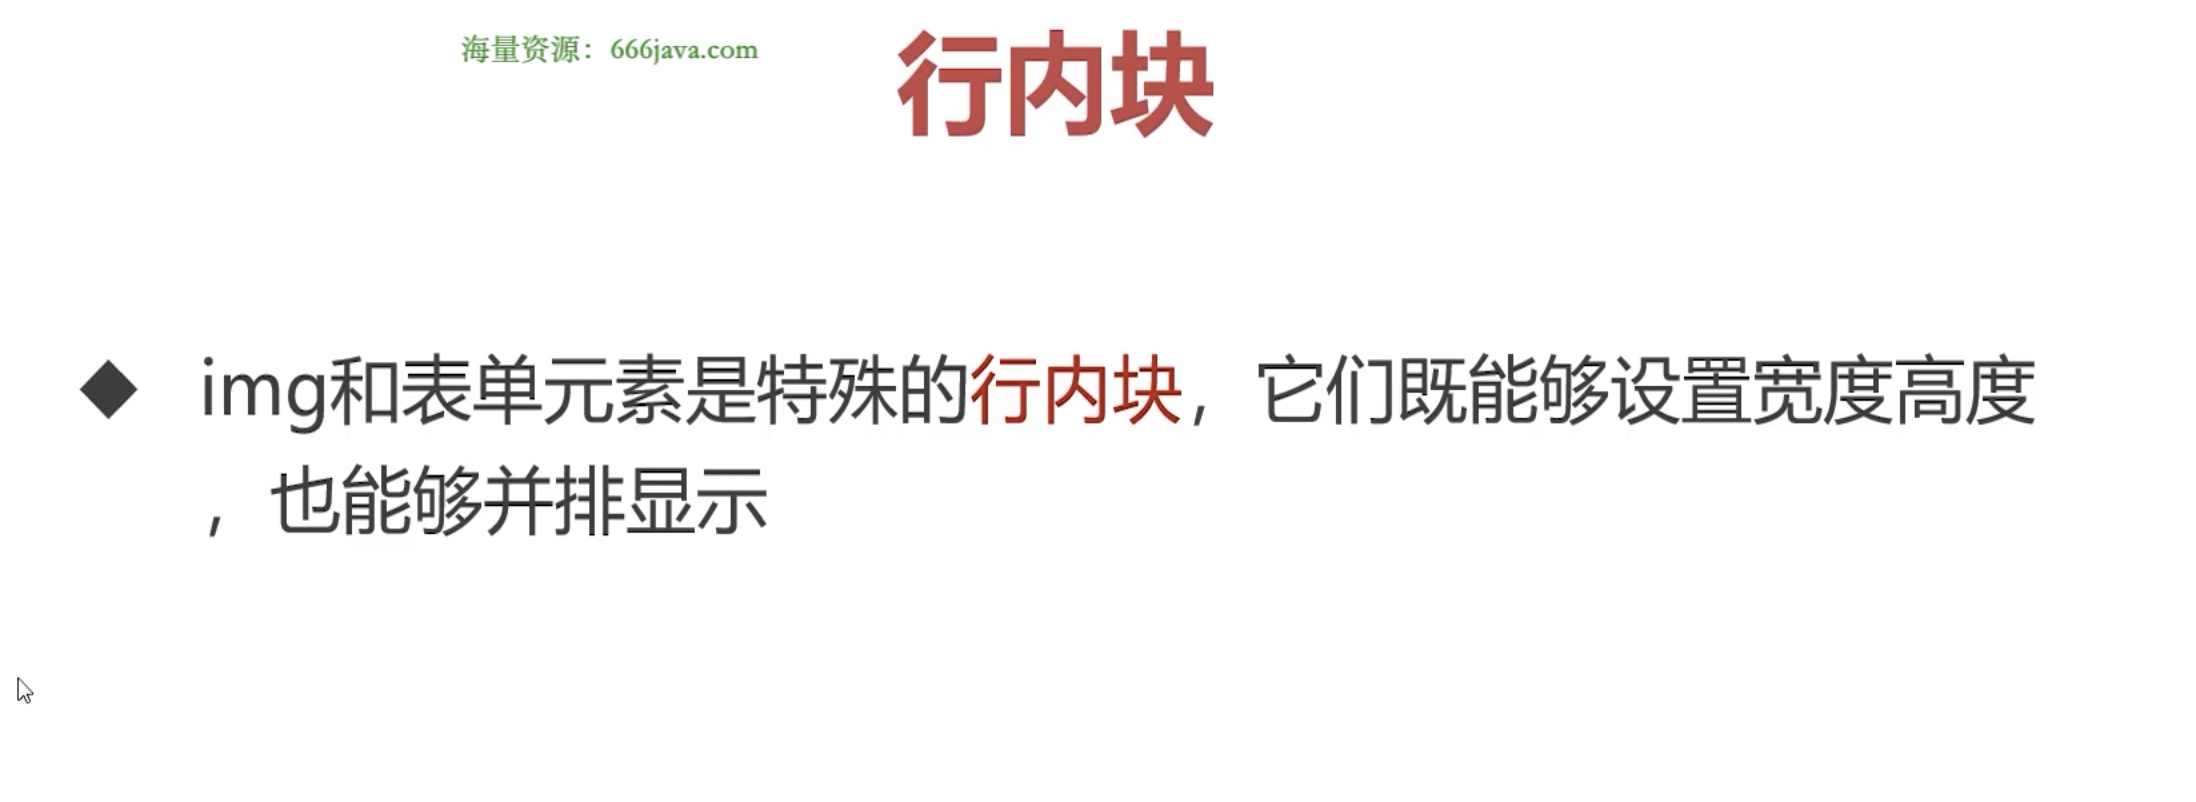 海量资源：666java.com
行内块
img和表单元素是特殊的行内块，它们既能够设置宽度高度
，也能够并排显示